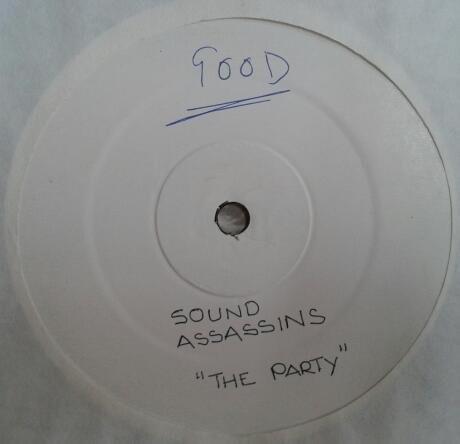 GOOD
SOUND
ASSASSINS
"THE PARTY"